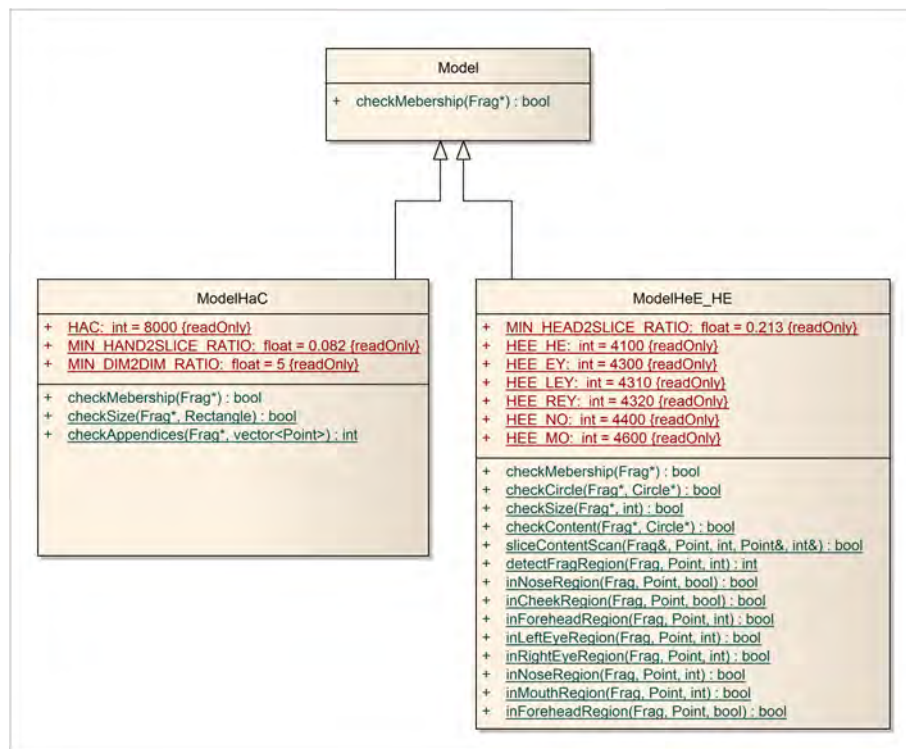 Model
+ checkMebership(Frag*) : bool
ModelHaC
+ HAC: int = 8000 {readOnly}
+ MIN_HAND2SLICE_RATIO: float = 0.082 {readOnly}
+ MIN_DIM2DIM_RATIO: float = 5 {readOnly}
+ checkMebership(Frag*) : bool
+ checkSize(Frag*, Rectangle) : bool
+ checkAppendices(Frag*, vector<Point>) : int
ModelHeE_HE
+ MIN_HEAD2SLICE_RATIO: float = 0.213 {readOnly}
+ HEE_HE: int = 4100 {readOnly}
+ HEE_EY: int = 4300 {readOnly}
+ HEE_LEY: int = 4310 {readOnly}
+ HEE_REY: int = 4320 {readOnly}
+ HEE_NO: int = 4400 {readOnly}
+ HEE_MO: int = 4600 {readOnly}
+ checkMebership(Frag*) : bool
+ checkCircle(Frag*, Circle*) : bool
+ checkSize(Frag*, int) : bool
+ checkContent(Frag*, Circle*) : bool
+ sliceContentScan(Frag&, Point, int, Point&, int&) : bool
+ detectFragRegion(Frag, Point, int) : int
+ inNoseRegion(Frag, Point, bool) : bool
+ inCheekRegion(Frag, Point, bool) : bool
+ inForeheadRegion(Frag, Point, int) : bool
+ inLeftEyeRegion(Frag, Point, int) : bool
+ inRightEyeRegion(Frag, Point, int) : bool
+ inNoseRegion(Frag, Point, int) : bool
+ inMouthRegion(Frag, Point, int) : bool
+ inForeheadRegion(Frag, Point, bool) : bool